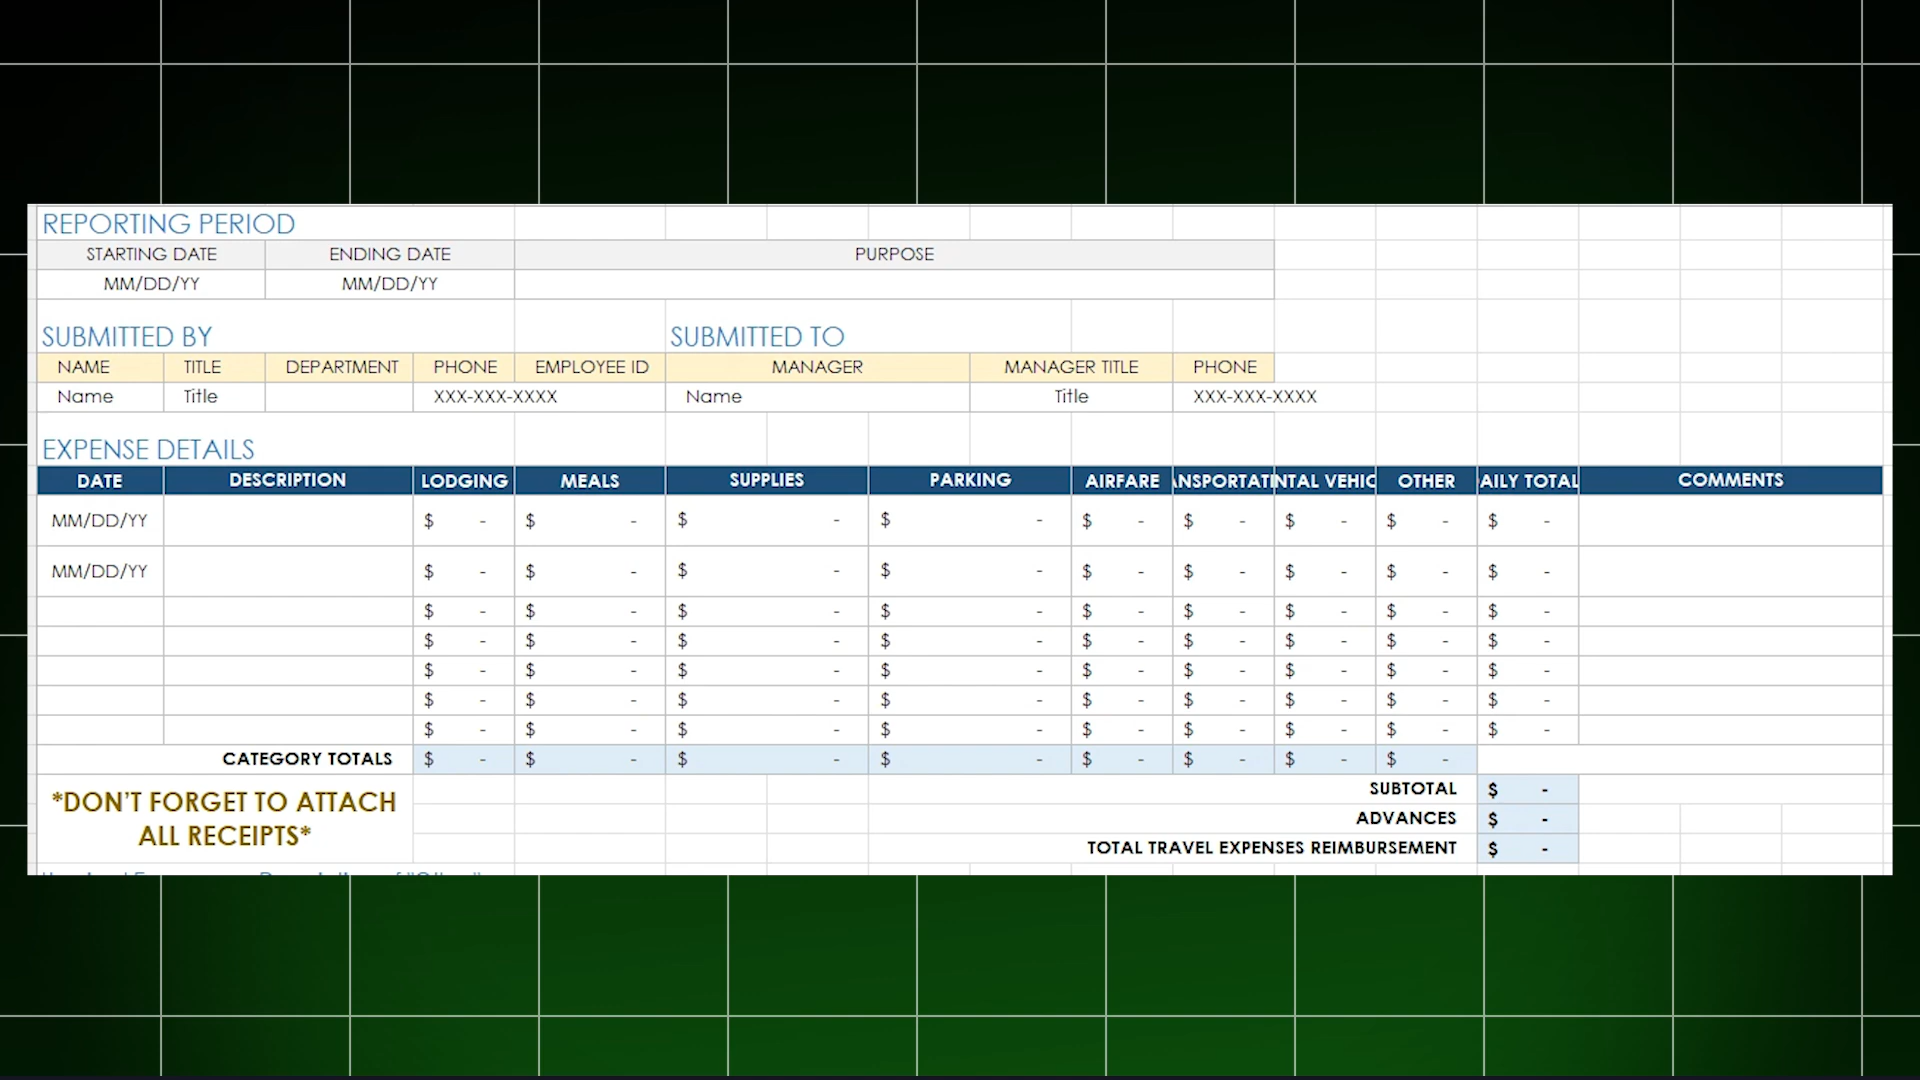 REPORTING PERIOD
STARTING DATE ENDING DATE PURPOSE
MM/DD/YY MM/DD/YY
SUBMITTED BY SUBMITTED TO
NAME TITLE DEPARTMENT PHONE EMPLOYEE ID MANAGER MANAGER TITLE PHONE
Name Title XXX-XXX-XXXX Name Title XXX-XXX-XXXX
EXPENSE DETAILS
DATE DESCRIPTION LODGING MEALS SUPPLIES PARKING AIRFARE NSPORTAT NTAL VEHIC OTHER AILY TOTAL COMMENTS
MM/DD/YY $ - $ - $ - $ - $ - $ - $ - $ - $ -
MM/DD/YY $ - $ - $ - $ - $ - $ - $ - $ - $ -
$ - $ - $ - $ - $ - $ - $ - $ - $ -
$ - $ - $ - $ - $ - $ - $ - $ - $ -
$ - $ - $ - $ - $ - $ - $ - $ - $ -
$ - $ - $ - $ - $ - $ - $ - $ - $ -
$ - $ - $ - $ - $ - $ - $ - $ - $ -
CATEGORY TOTALS $ - $ - $ - $ - $ - $ - $ - $ -
*DON'T FORGET TO ATTACH
ALL RECEIPTS*
SUBTOTAL $ -
ADVANCES $ -
TOTAL TRAVEL EXPENSES REIMBURSEMENT $ -